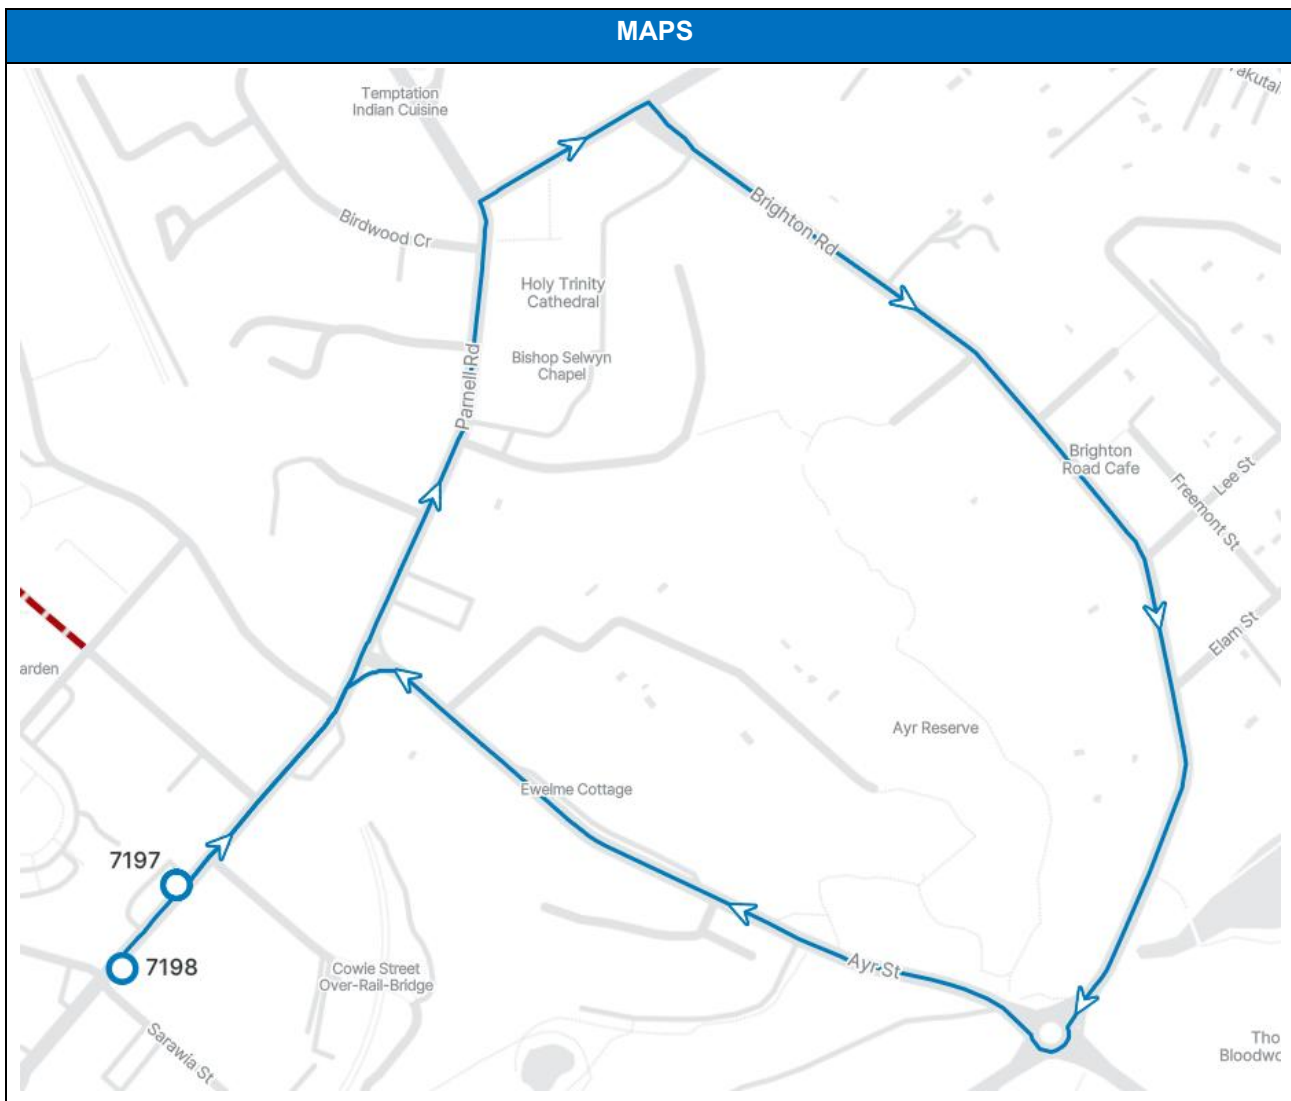 MAPS
Temptation
Indian Cuisine
Birdwood Cr
Brighton Rd
Holy Trinity
Cathedral
Parnell Rd
Bishop Selwyn
Chapel
Brighton
Road Cafe
Lee St
Freemont St
Elam St
arden
Ayr Reserve
Ewelme Cottage
7197
7198
Cowie Street
Over-Rail-Bridge
Ayr St
Sarawia St
Tho
Bloodwo